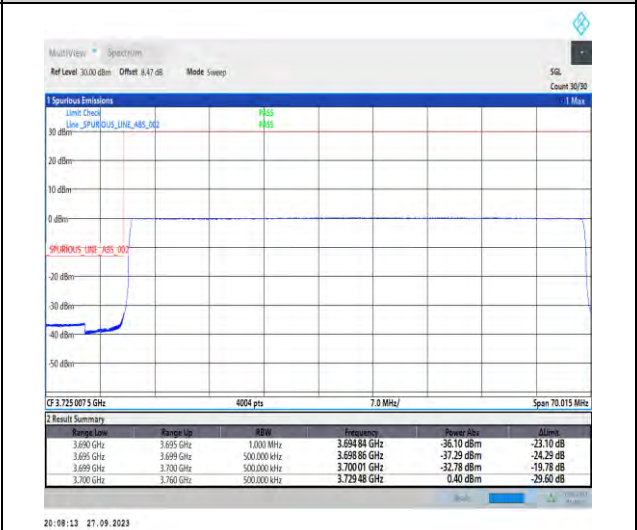 MultiView Spectrum
Ref Level 30.00 dBm Offset 8.47 dB Mode Sweep SGL
Count 30/30
1 Spurious Emissions 1 Max
Limit Check PASS
Line _SPURIOUS_LINE_ABS_002 PASS
30 dBm
20 dBm
10 dBm
0 dBm
_SPURIOUS_LINE_ABS_002
-20 dBm
-30 dBm
-40 dBm
-50 dBm
CF 3.725 007 5 GHz 4004 pts 7.0 MHz/ Span 70.015 MHz
2 Result Summary
Range Low Range Up RBW Frequency Power Abs ΔLimit
3.690 GHz 3.695 GHz 1.000 MHz 3.694 84 GHz -36.10 dBm -23.10 dB
3.695 GHz 3.699 GHz 500.000 kHz 3.698 86 GHz -37.29 dBm -24.29 dB
3.699 GHz 3.700 GHz 500.000 kHz 3.700 01 GHz -32.78 dBm -19.78 dB
3.700 GHz 3.760 GHz 500.000 kHz 3.729 48 GHz 0.40 dBm -29.60 dB
20:08:13 27.09.2023